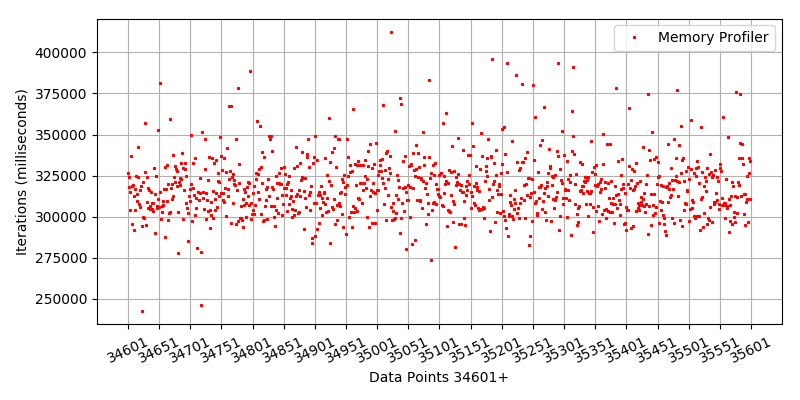 Memory Profiler
Iterations (milliseconds)
400000
375000
350000
325000
300000
275000
250000
34601 34651 34701 34751 34801 34851 34901 34951 35001 35051 35101 35151 35201 35251 35301 35351 35401 35451 35501 35551 35601
Data Points 34601+